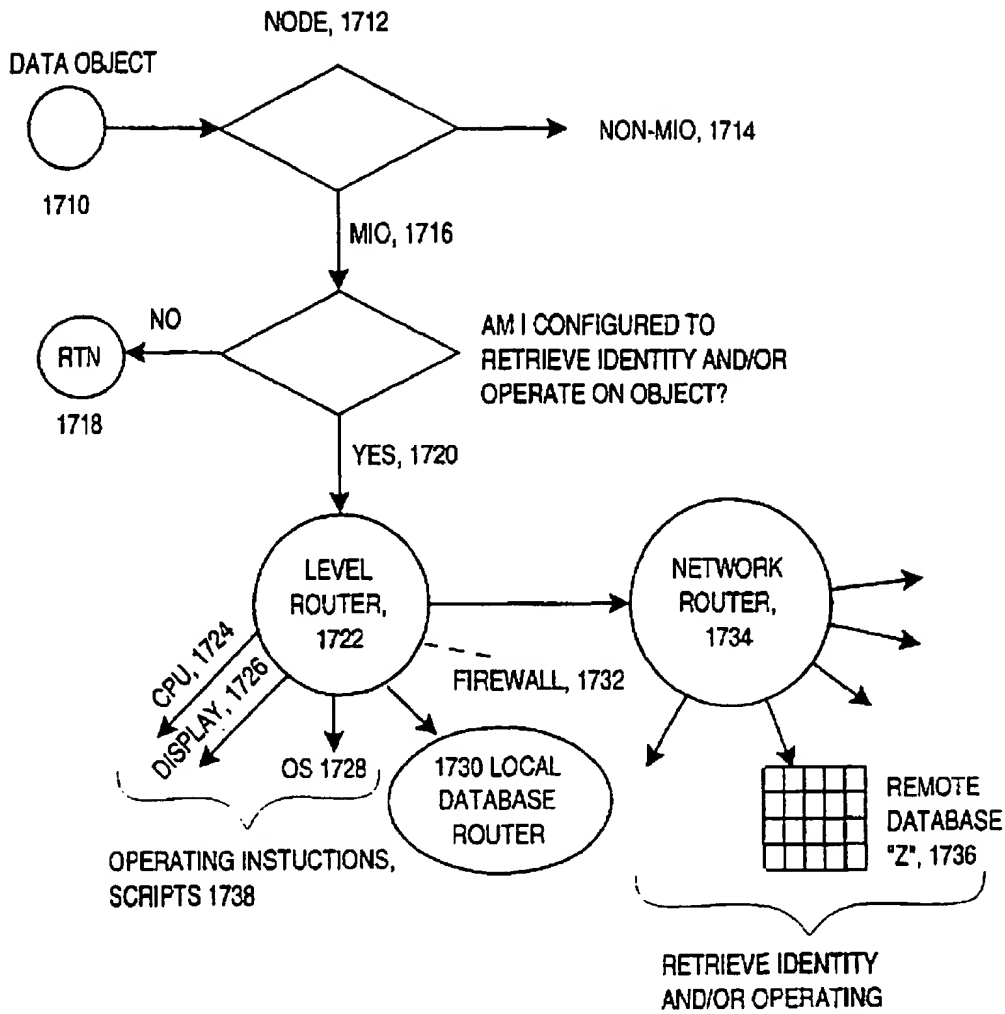 NODE, 1712
DATA OBJECT
NON-MIO, 1714
1710
MIO, 1716
NO
AM I CONFIGURED TO
RETRIEVE IDENTITY AND/OR
OPERATE ON OBJECT?
RTN
1718
YES, 1720
LEVEL
ROUTER,
1722
NETWORK
ROUTER,
1734
CPU, 1724
DISPLAY, 1726
FIREWALL, 1732
OS 1728
1730 LOCAL
DATABASE
ROUTER
REMOTE
DATABASE
"Z", 1736
OPERATING INSTUCTIONS,
SCRIPTS 1738
RETRIEVE IDENTITY
AND/OR OPERATING